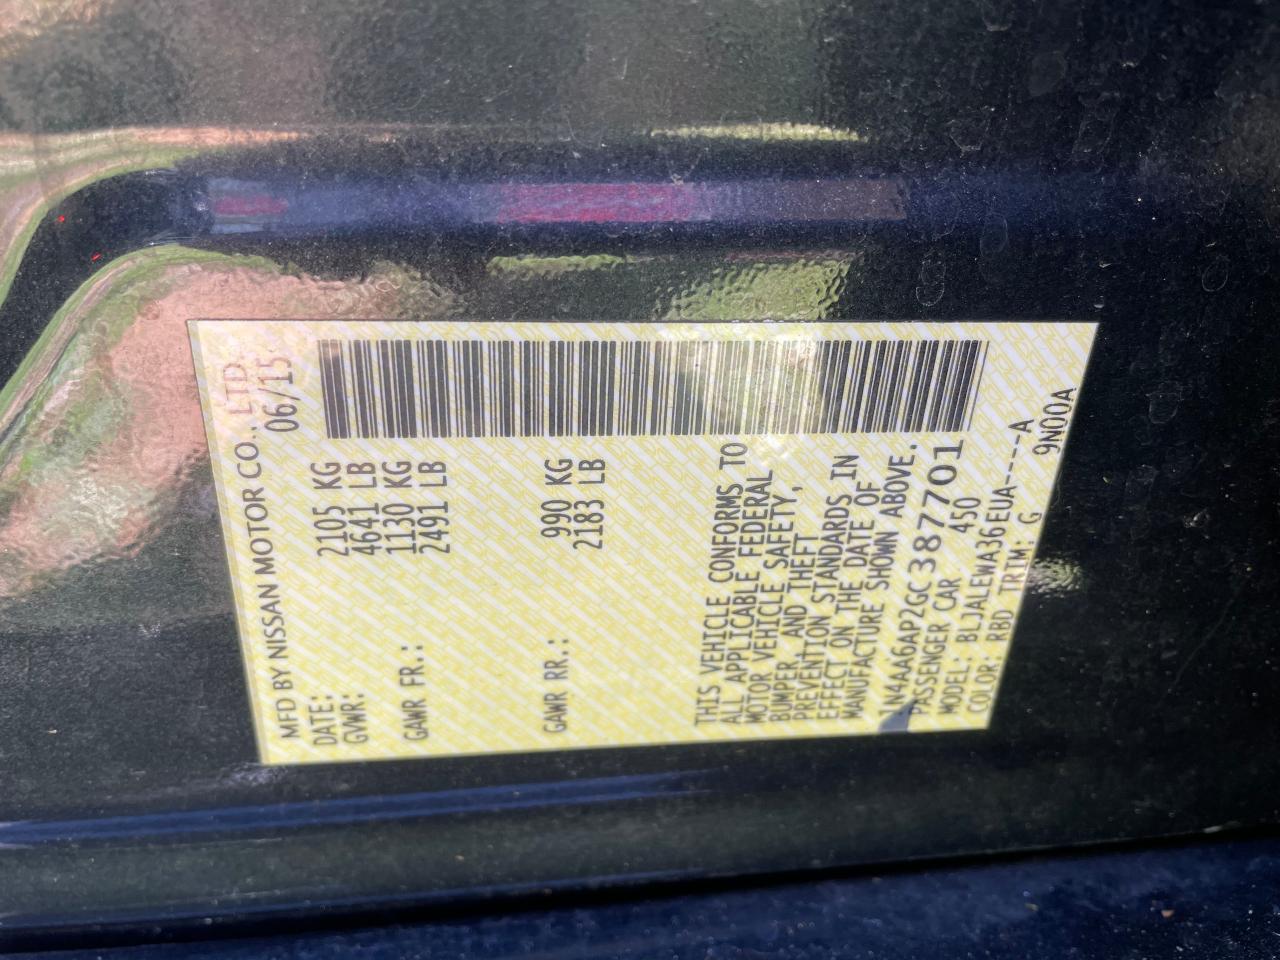 MFD BY NISSAN MOTOR CO., LTD.
DATE: 06/15
GVWR: 2105 KG
4641 LB
GAWR FR.: 1130 KG
2491 LB
GAWR RR.: 990 KG
2183 LB
THIS VEHICLE CONFORMS TO
ALL APPLICABLE FEDERAL
MOTOR VEHICLE SAFETY,
BUMPER, AND THEFT
PREVENTION STANDARDS IN
EFFECT ON THE DATE OF
MANUFACTURE SHOWN ABOVE.
1N4AA6AP2GC387701
PASSENGER CAR 450
MODEL: BLJALEWA36EUA----A
COLOR: RBD TRIM: G 9N00A